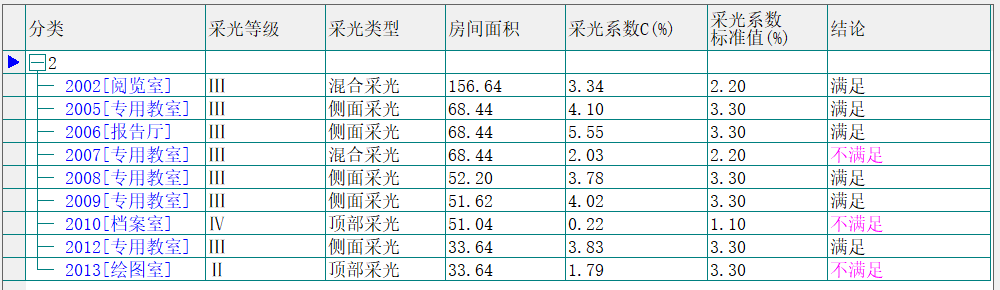 分类 采光等级 采光类型 房间面积 采光系数C(%) 采光系数标准值(%) 结论
2
2002[阅览室] Ⅲ 混合采光 156.64 3.34 2.20 满足
2005[专用教室] Ⅲ 侧面采光 68.44 4.10 3.30 满足
2006[报告厅] Ⅲ 侧面采光 68.44 5.55 3.30 满足
2007[专用教室] Ⅲ 混合采光 68.44 2.03 2.20 不满足
2008[专用教室] Ⅲ 侧面采光 52.20 3.78 3.30 满足
2009[专用教室] Ⅲ 侧面采光 51.62 4.02 3.30 满足
2010[档案室] Ⅳ 顶部采光 51.04 0.22 1.10 不满足
2012[专用教室] Ⅲ 侧面采光 33.64 3.83 3.30 满足
2013[绘图室] Ⅱ 顶部采光 33.64 1.79 3.30 不满足